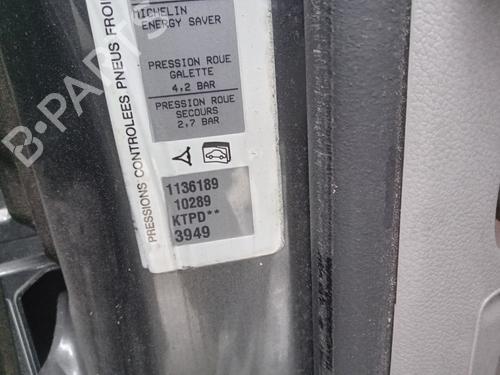 PRESSIONS CONTROLEES PNEUS FROI
MICHELIN
ENERGY SAVER
PRESSION ROUE
GALETTE
4,2 BAR
PRESSION ROUE
SECOURS
2,7 BAR
1136189
10289
KTPD**
3949
B-PARTS